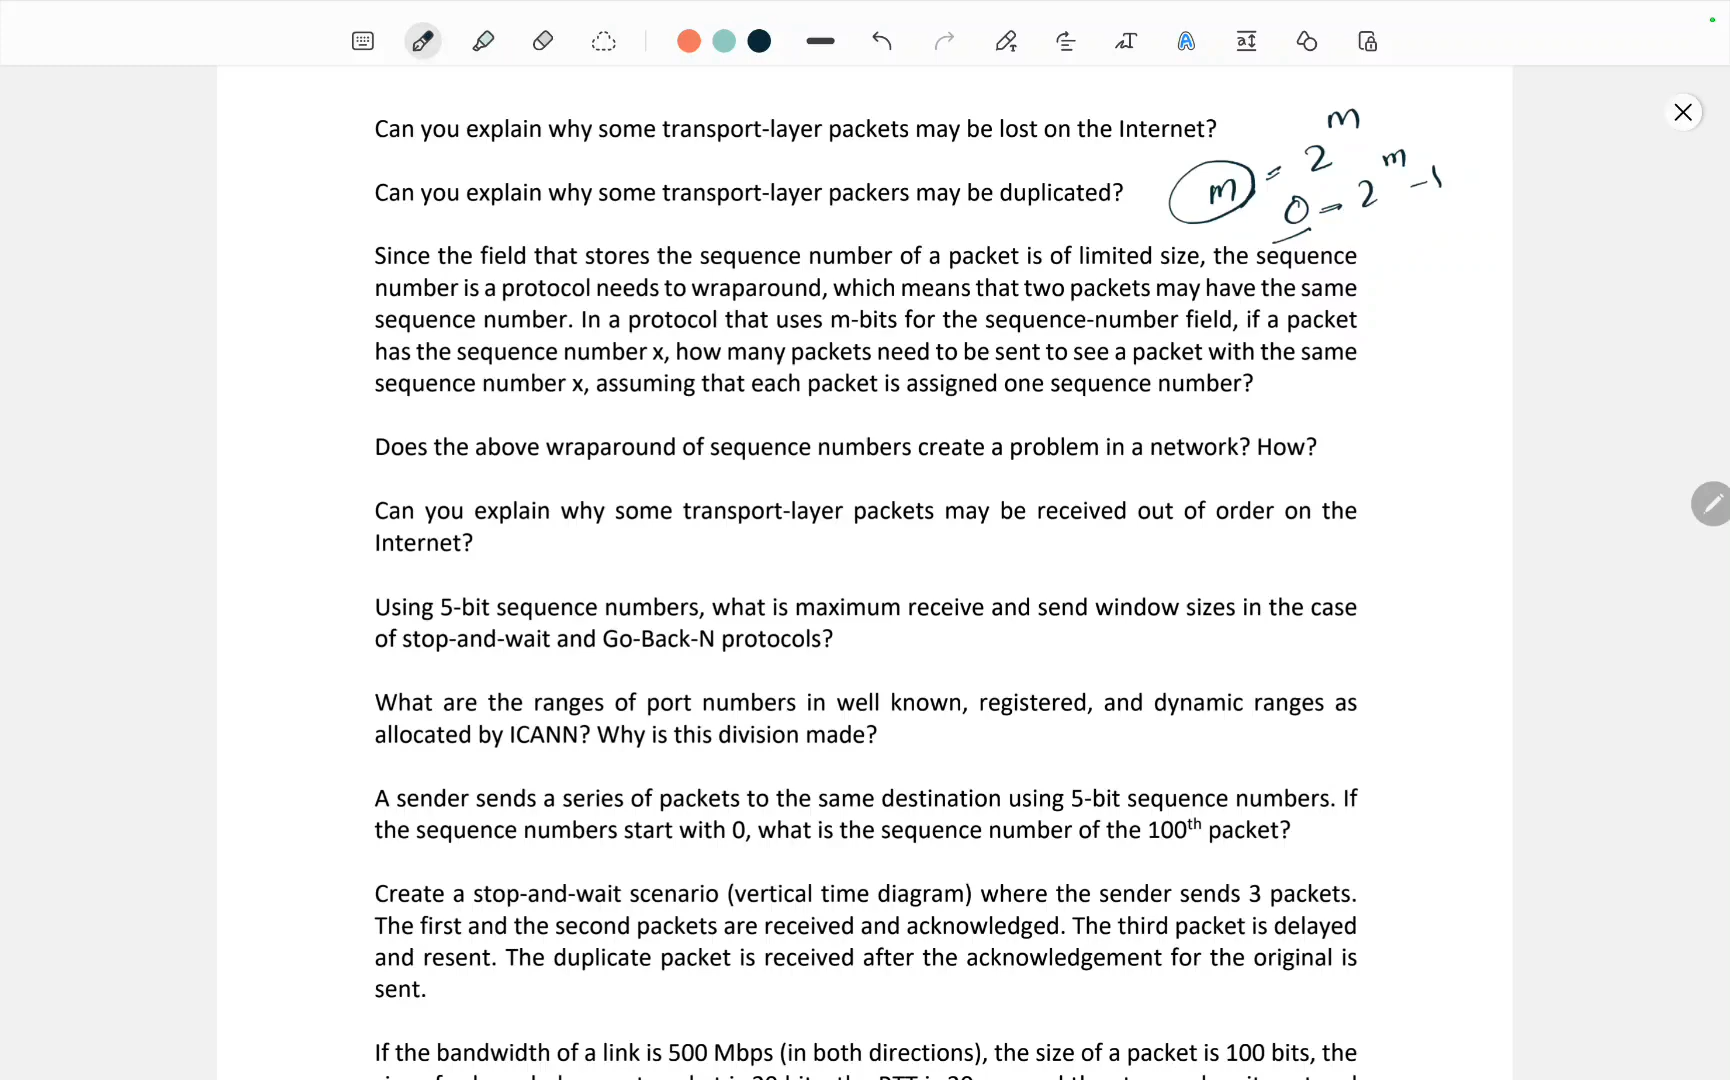 Can you explain why some transport-layer packets may be lost on the Internet?
m = 2^m
0 - 2^m - 1
Can you explain why some transport-layer packers may be duplicated?
Since the field that stores the sequence number of a packet is of limited size, the sequence
number is a protocol needs to wraparound, which means that two packets may have the same
sequence number. In a protocol that uses m-bits for the sequence-number field, if a packet
has the sequence number x, how many packets need to be sent to see a packet with the same
sequence number x, assuming that each packet is assigned one sequence number?
Does the above wraparound of sequence numbers create a problem in a network? How?
Can you explain why some transport-layer packets may be received out of order on the
Internet?
Using 5-bit sequence numbers, what is maximum receive and send window sizes in the case
of stop-and-wait and Go-Back-N protocols?
What are the ranges of port numbers in well known, registered, and dynamic ranges as
allocated by ICANN? Why is this division made?
A sender sends a series of packets to the same destination using 5-bit sequence numbers. If
the sequence numbers start with 0, what is the sequence number of the 100th packet?
Create a stop-and-wait scenario (vertical time diagram) where the sender sends 3 packets.
The first and the second packets are received and acknowledged. The third packet is delayed
and resent. The duplicate packet is received after the acknowledgement for the original is
sent.
If the bandwidth of a link is 500 Mbps (in both directions), the size of a packet is 100 bits, the